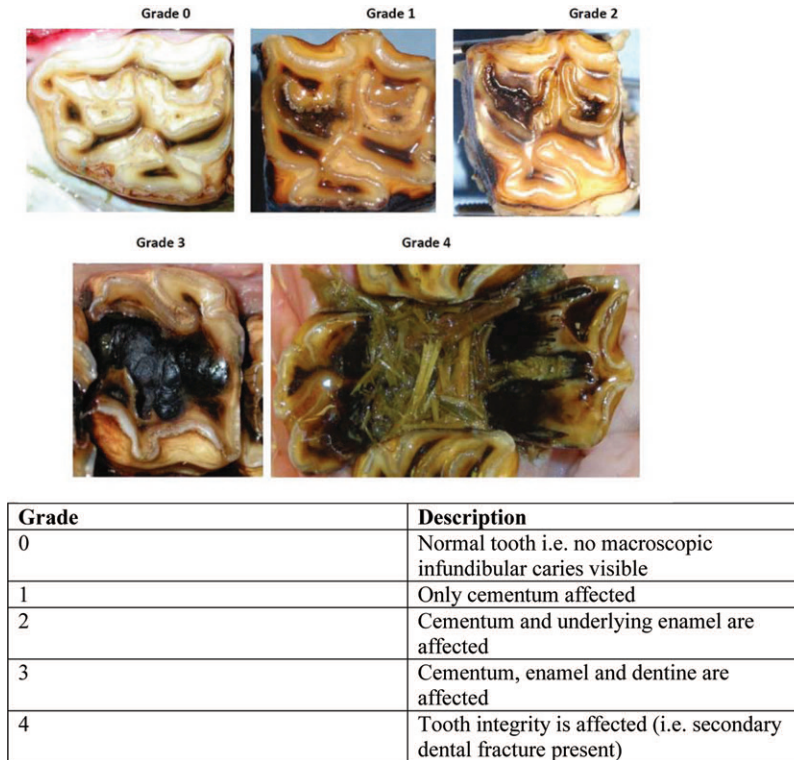 Grade 0
Grade 1
Grade 2
Grade 3
Grade 4
Grade Description
0 Normal tooth i.e. no macroscopic
infundibular caries visible
1 Only cementum affected
2 Cementum and underlying enamel are
affected
3 Cementum, enamel and dentine are
affected
4 Tooth integrity is affected (i.e. secondary
dental fracture present)